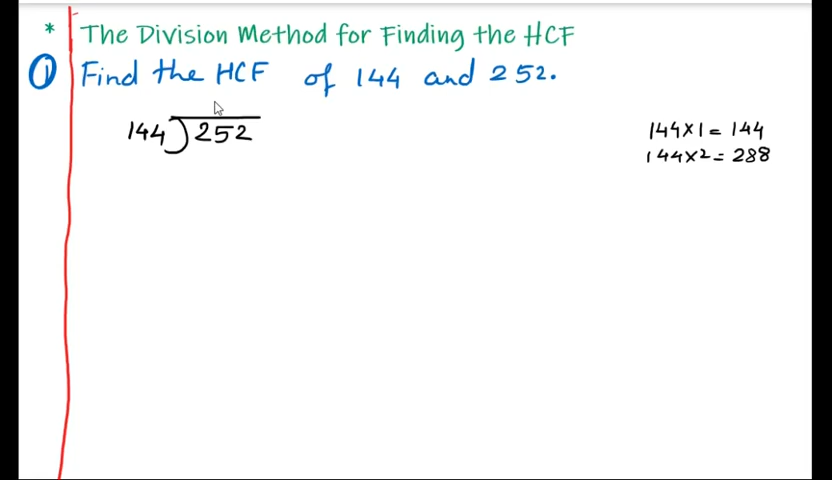 * The Division Method for Finding the HCF
① Find the HCF of 144 and 252.
144)252
144×1= 144
144×2= 288